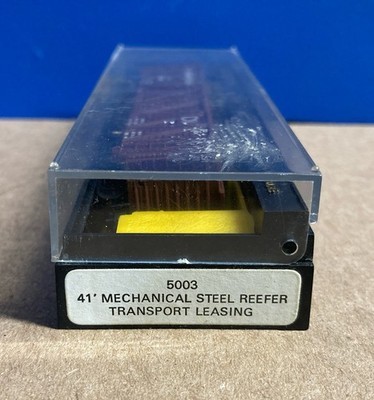 5003
41' MECHANICAL STEEL REEFER
TRANSPORT LEASING